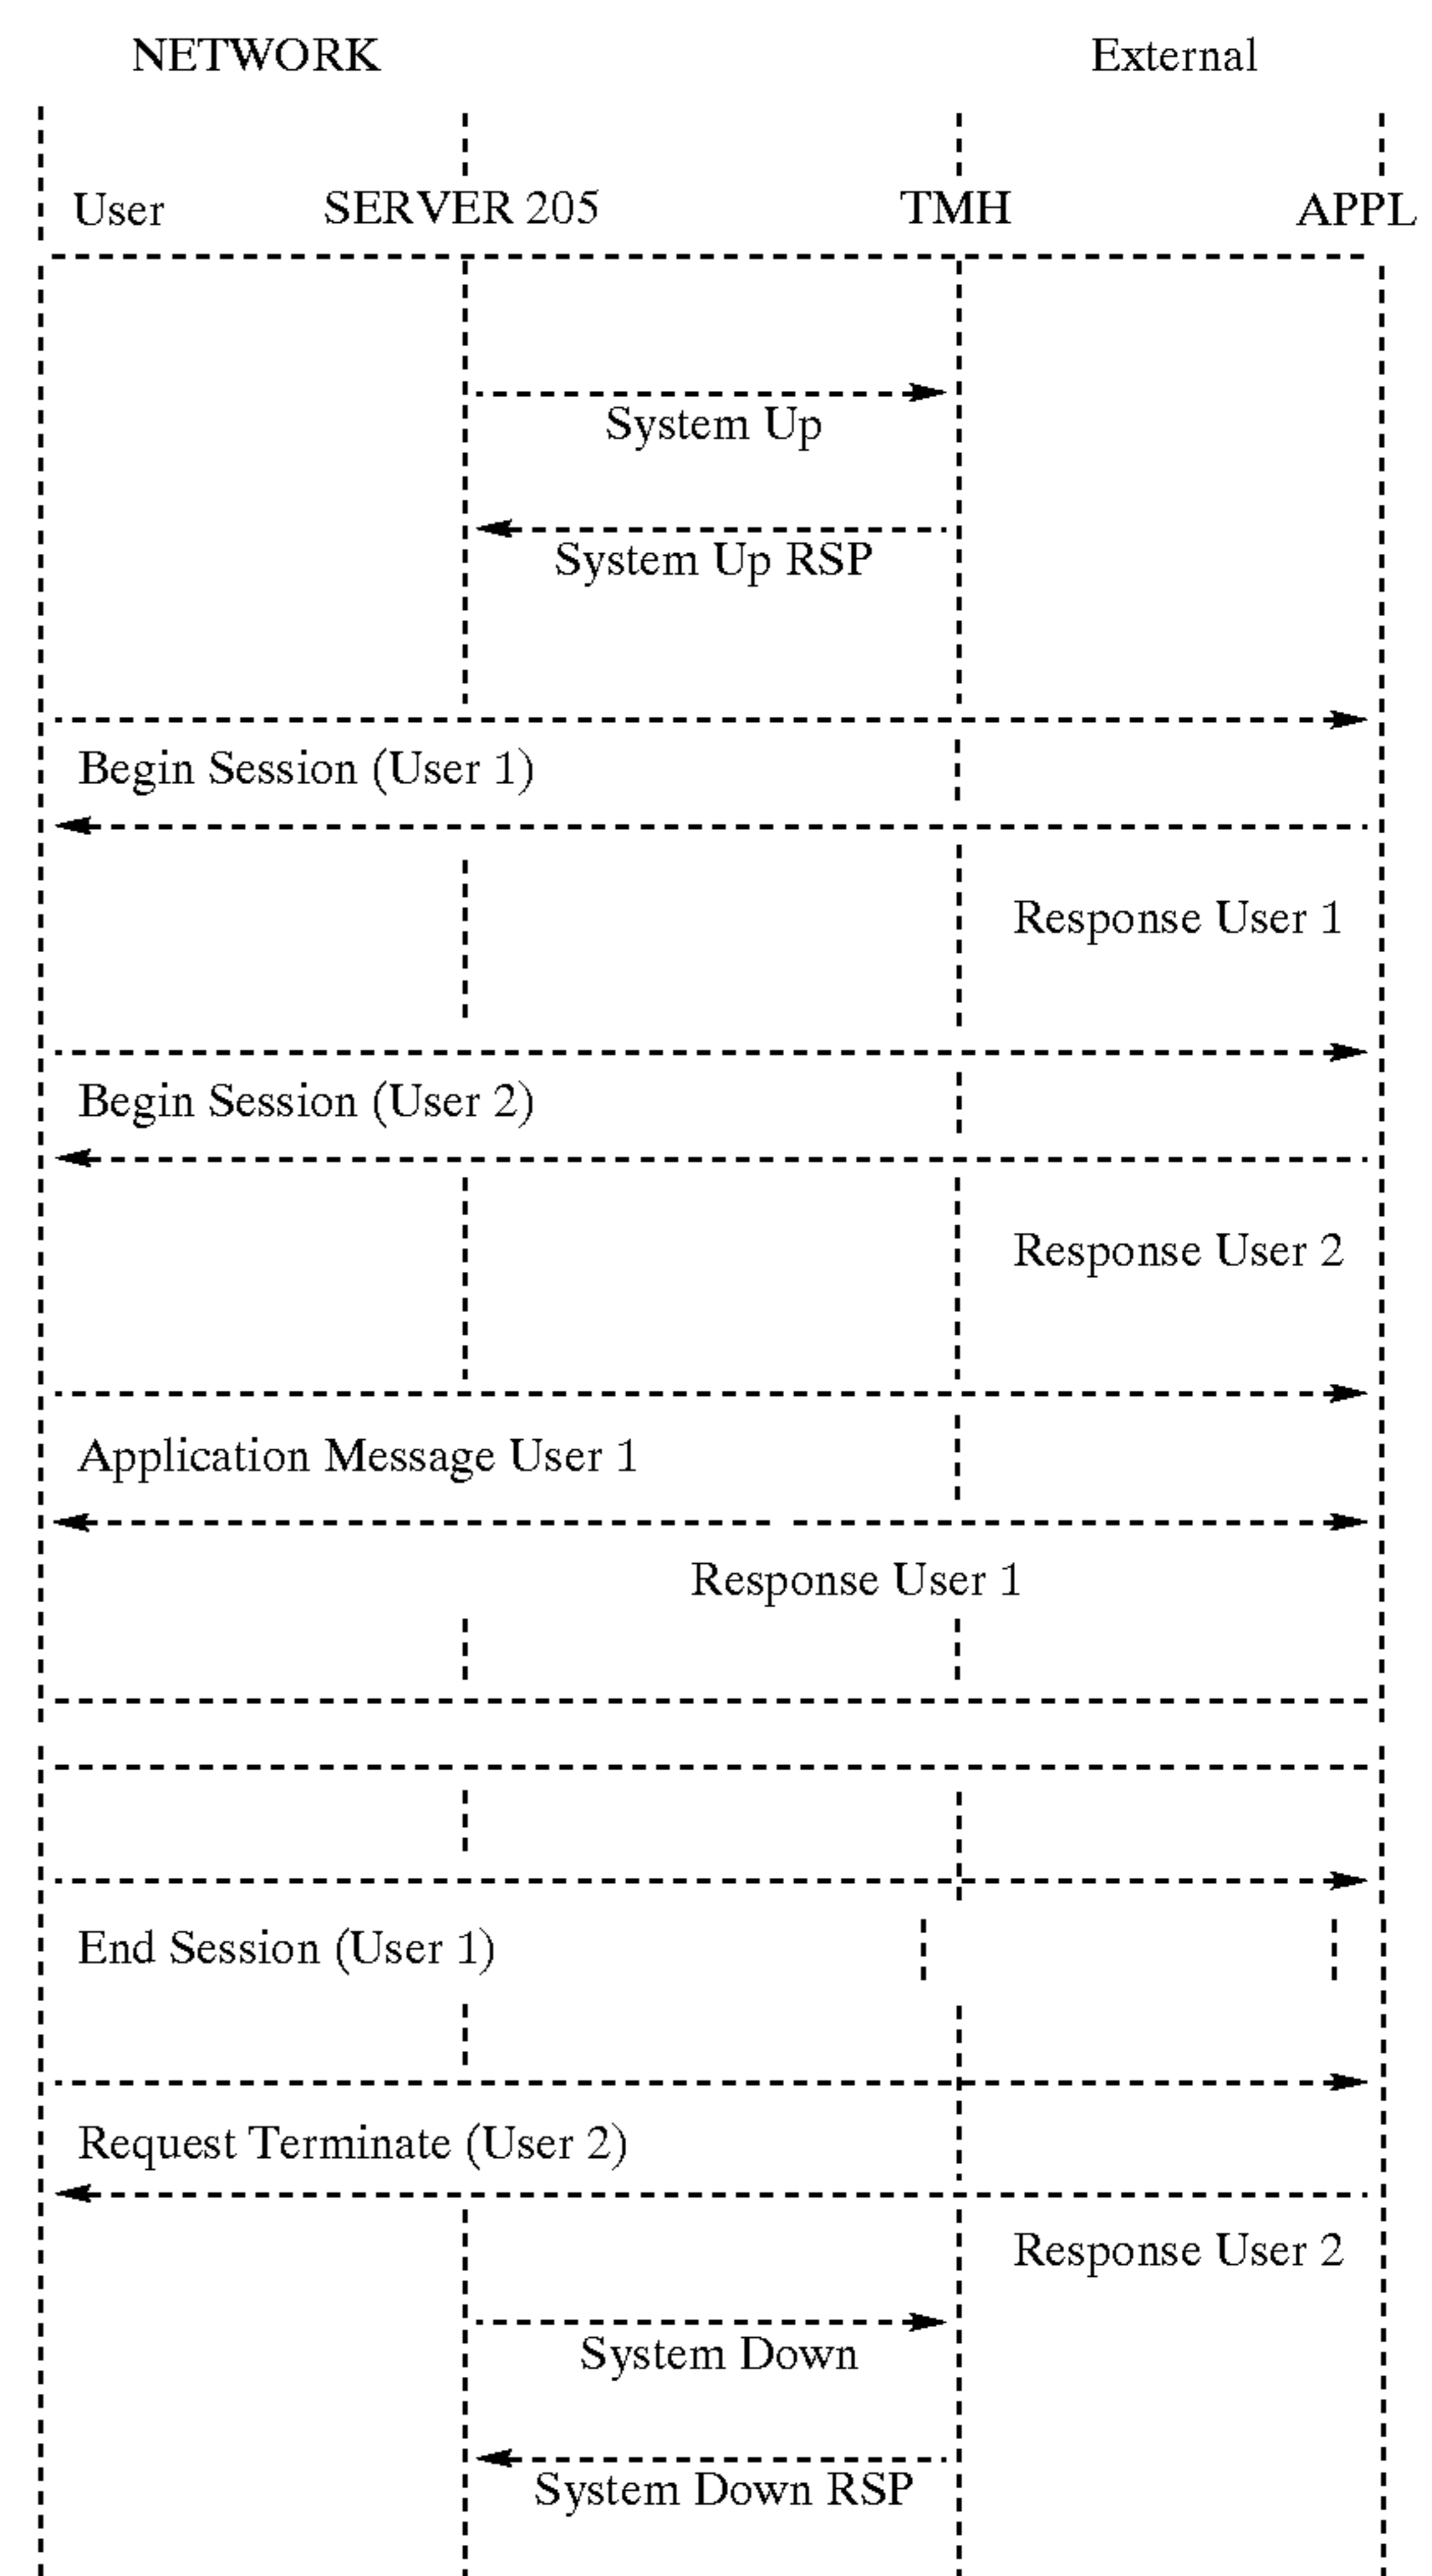 NETWORK External
User SERVER 205 TMH APPL
System Up
System Up RSP
Begin Session (User 1)
Response User 1
Begin Session (User 2)
Response User 2
Application Message User 1
Response User 1
End Session (User 1)
Request Terminate (User 2)
Response User 2
System Down
System Down RSP